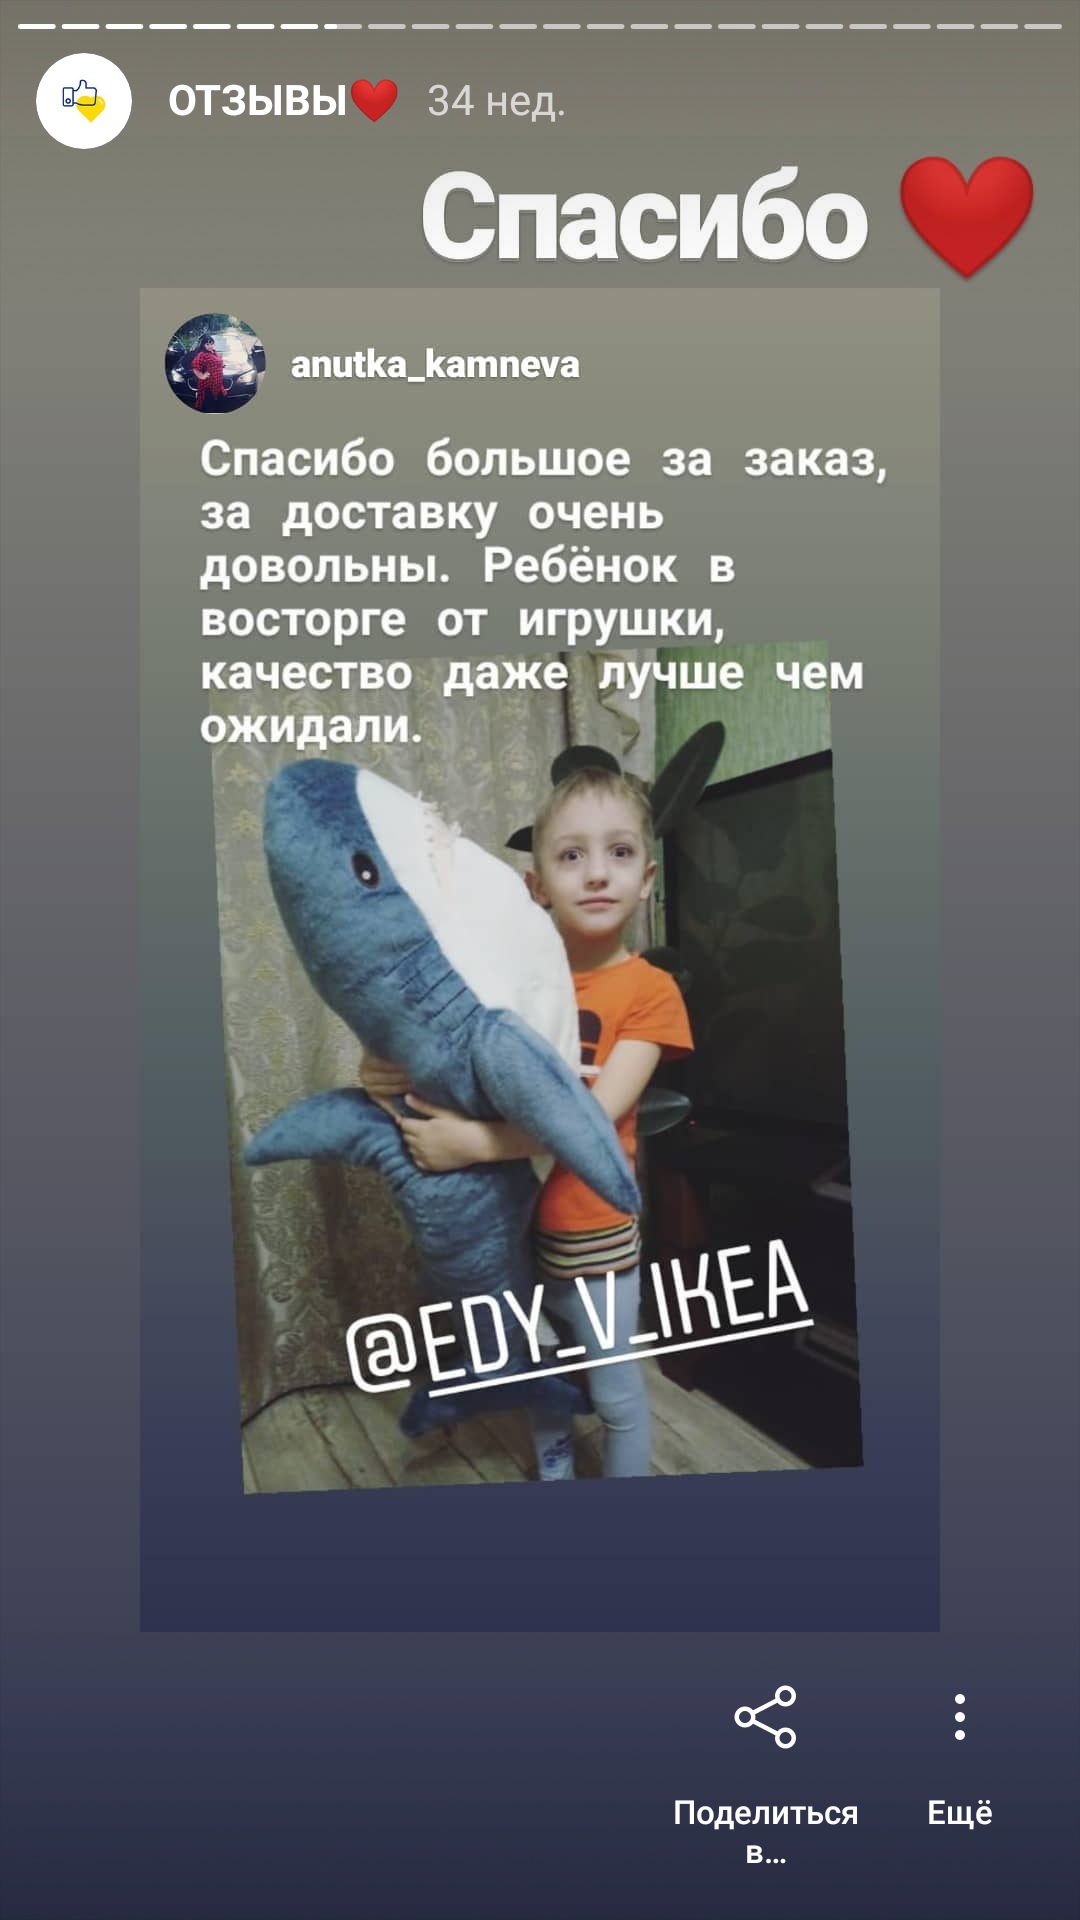 ОТЗЫВЫ❤️ 34 нед.
Спасибо ❤️
anutka_kamneva
Спасибо большое за заказ,
за доставку очень
довольны. Ребёнок в
восторге от игрушки,
качество даже лучше чем
ожидали.
@EDY_V_IKEA
Поделиться
в...
Ещё